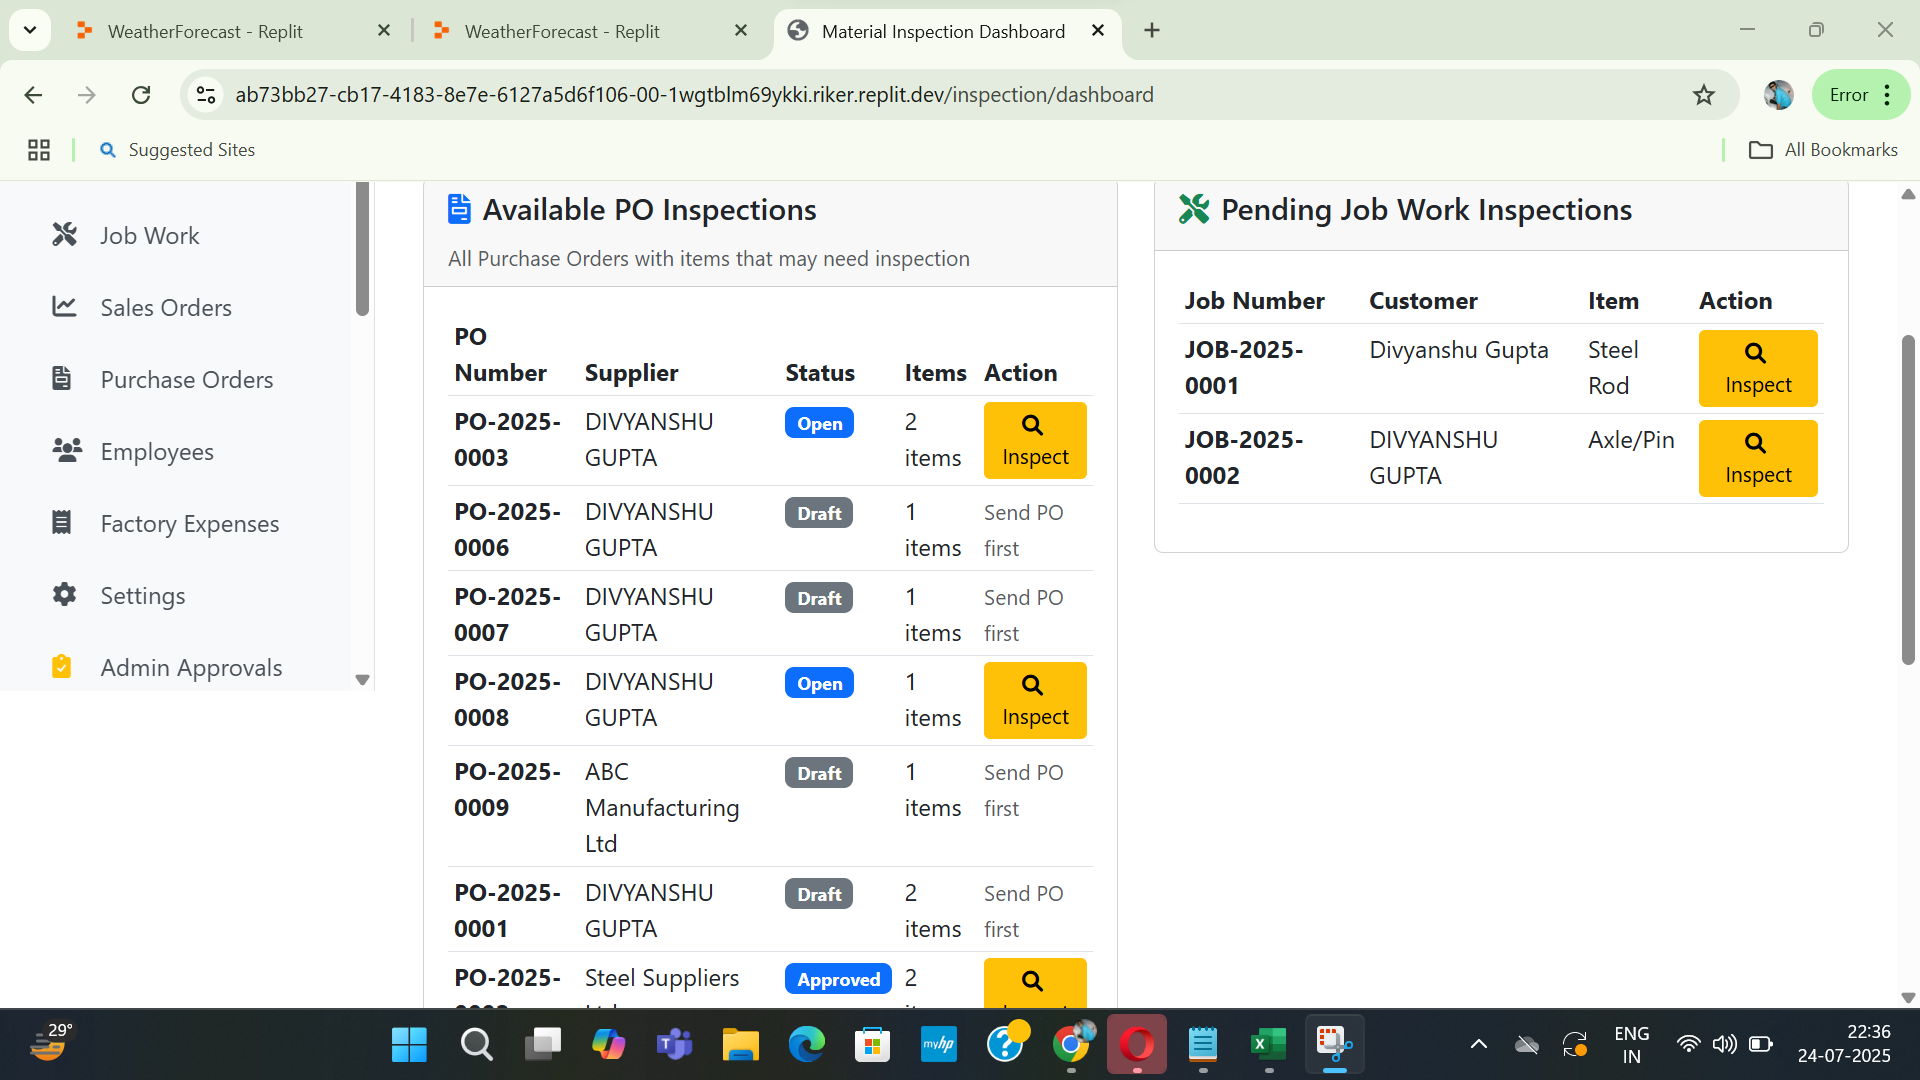 WeatherForecast - Replit
WeatherForecast - Replit
Material Inspection Dashboard
ab73bb27-cb17-4183-8e7e-6127a5d6f106-00-1wgtblm69ykki.riker.replit.dev/inspection/dashboard
Error
Suggested Sites
All Bookmarks
Job Work
Sales Orders
Purchase Orders
Employees
Factory Expenses
Settings
Admin Approvals
Available PO Inspections
All Purchase Orders with items that may need inspection
PO
Number Supplier Status Items Action
PO-2025- DIVYANSHU Open 2
0003 GUPTA items Inspect
PO-2025- DIVYANSHU Draft 1 Send PO
0006 GUPTA items first
PO-2025- DIVYANSHU Draft 1 Send PO
0007 GUPTA items first
PO-2025- DIVYANSHU Open 1
0008 GUPTA items Inspect
PO-2025- ABC Draft 1 Send PO
0009 Manufacturing items first
Ltd
PO-2025- DIVYANSHU Draft 2 Send PO
0001 GUPTA items first
PO-2025- Steel Suppliers Approved 2
Pending Job Work Inspections
Job Number Customer Item Action
JOB-2025- Divyanshu Gupta Steel
0001 Rod Inspect
JOB-2025- DIVYANSHU Axle/Pin
0002 GUPTA Inspect
29°
myhp
ENG
IN
22:36
24-07-2025